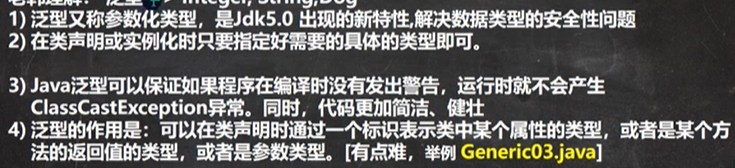 Integer, String,Dog
1) 泛型又称参数化类型，是Jdk5.0 出现的新特性,解决数据类型的安全性问题
2) 在类声明或实例化时只要指定好需要的具体的类型即可。
3) Java泛型可以保证如果程序在编译时没有发出警告，运行时就不会产生
ClassCastException异常。同时，代码更加简洁、健壮
4) 泛型的作用是：可以在类声明时通过一个标识表示类中某个属性的类型，或者是某个方
法的返回值的类型，或者是参数类型。[有点难，举例 Generic03.java]